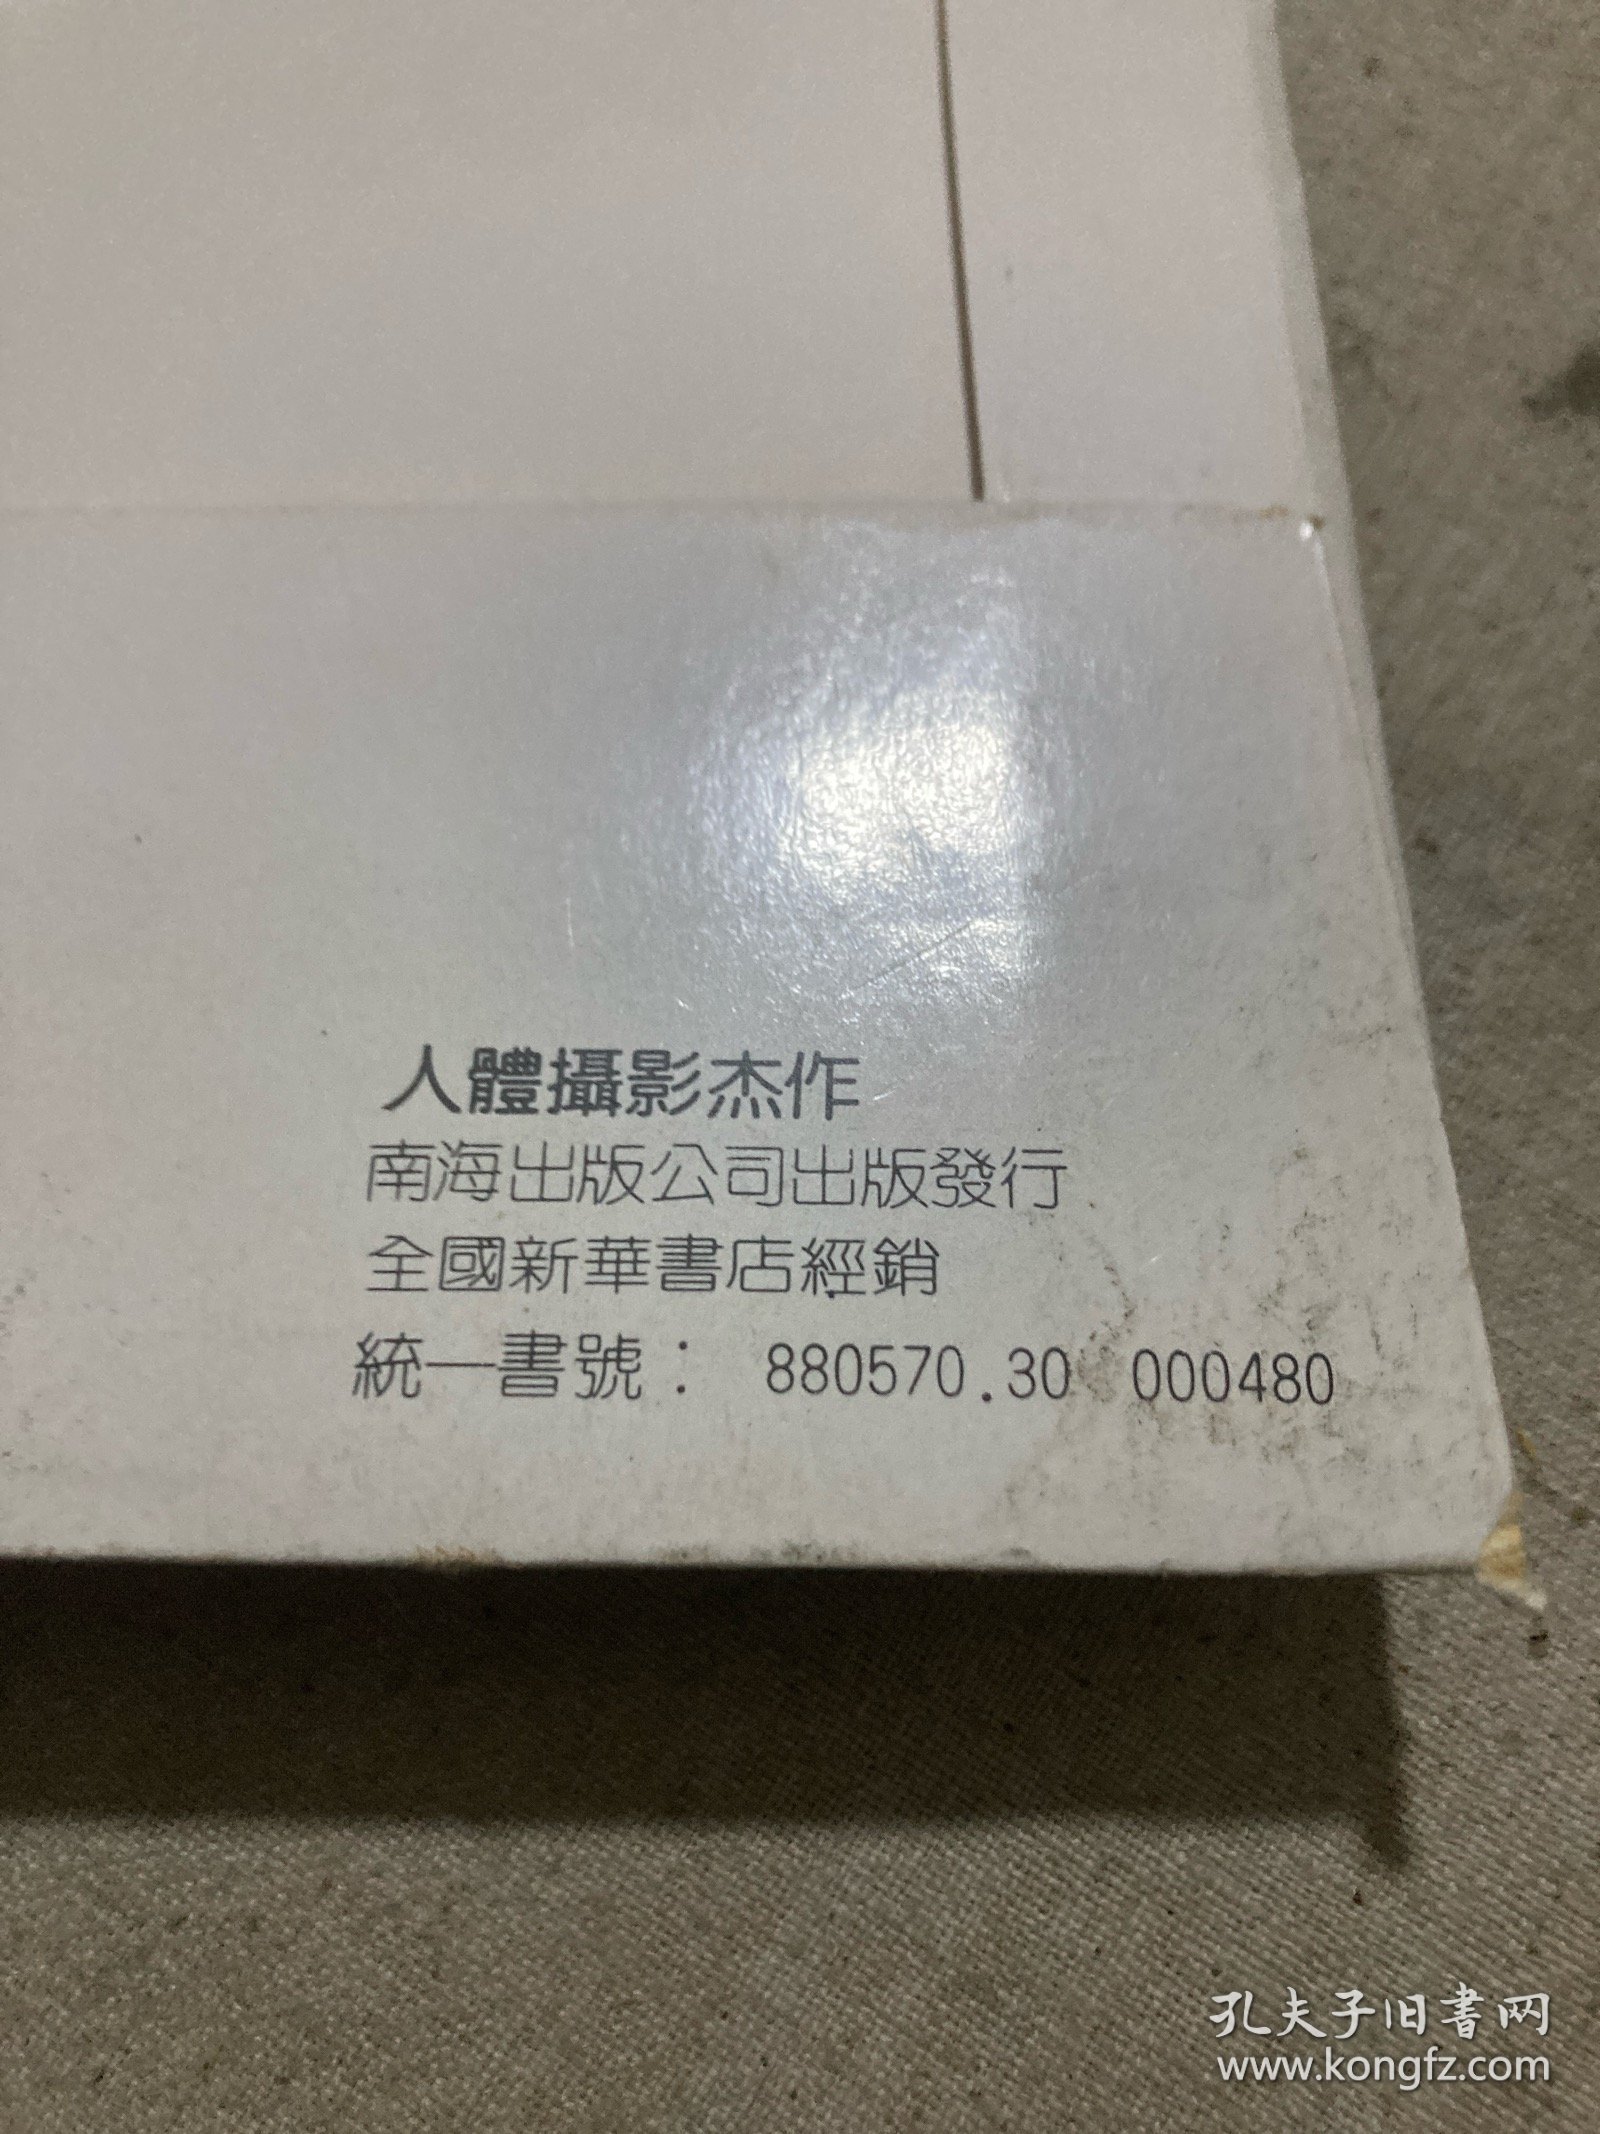 人體攝影杰作
南海出版公司出版發行
全國新華書店經銷
統一書號： 880570.30 000480
孔夫子旧书网
www.kongfz.com